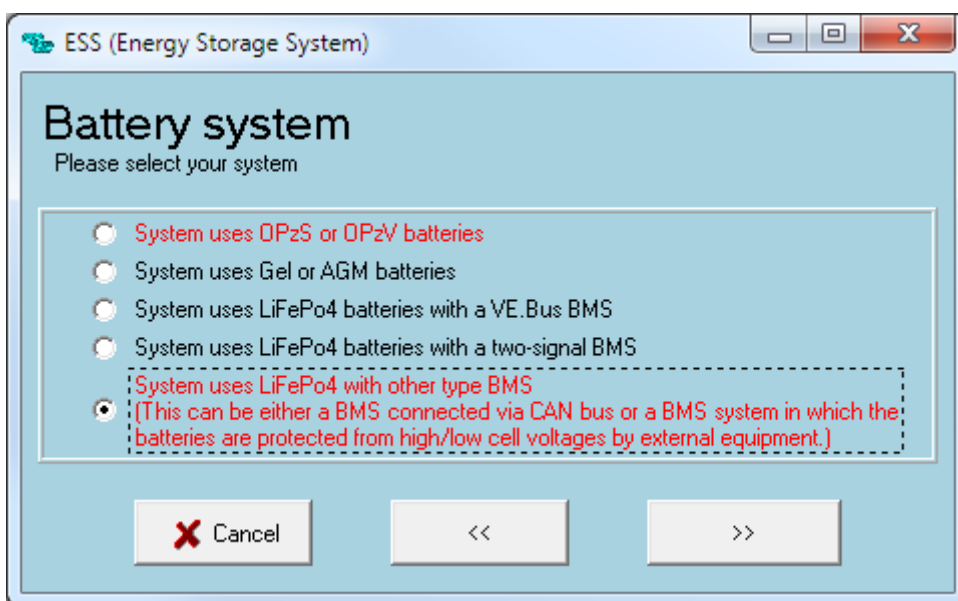 ESS (Energy Storage System)
Battery system
Please select your system
System uses OPzS or OPzV batteries
System uses Gel or AGM batteries
System uses LiFePo4 batteries with a VE.Bus BMS
System uses LiFePo4 batteries with a two-signal BMS
System uses LiFePo4 with other type BMS
(This can be either a BMS connected via CAN bus or a BMS system in which the
batteries are protected from high/low cell voltages by external equipment.)
Cancel
<<
>>